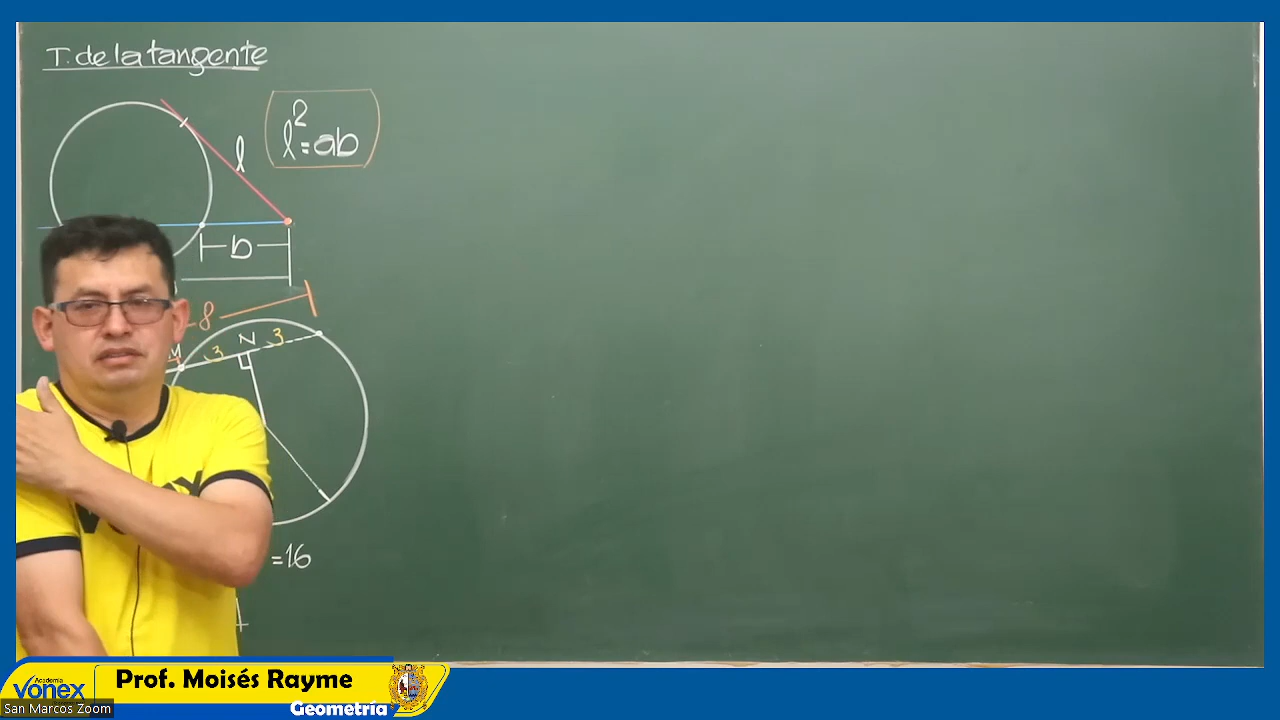 T. de la tangente
l² = ab
l
b
8
M 3 N 3
=16
Academia
VONEX
Prof. Moisés Rayme
Geometría
San Marcos Zoom